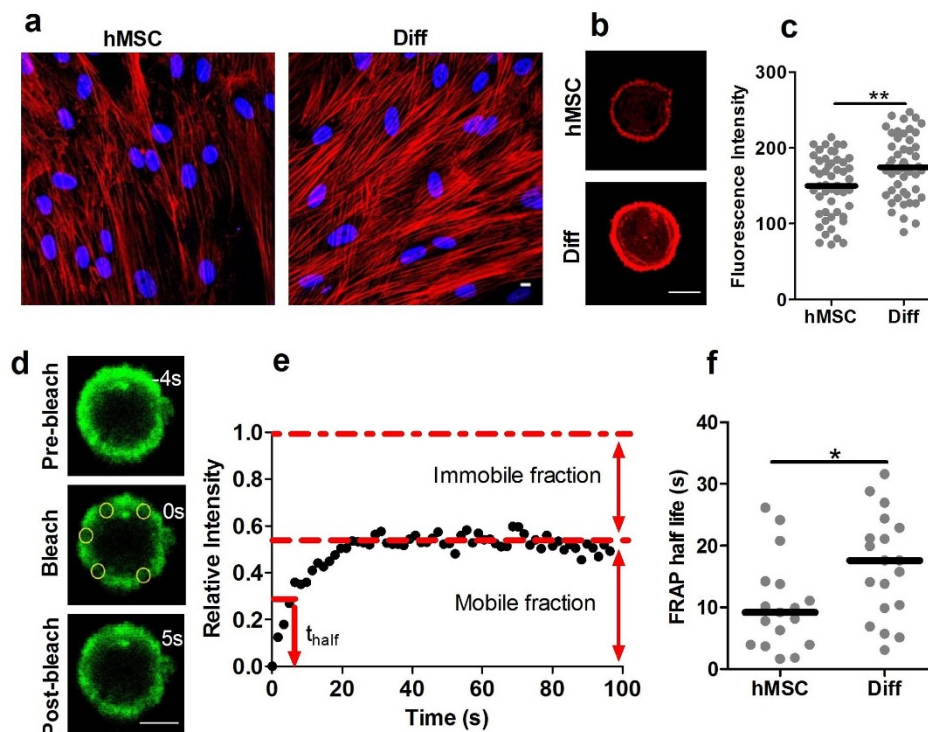 a
hMSC
Diff
b
hMSC
Diff
c
Fluorescence Intensity
300
200
100
0
**
hMSC
Diff
d
Pre-bleach
-4s
Bleach
0s
Post-bleach
5s
e
Relative Intensity
1.0
0.8
0.6
0.4
0.2
0.0
Immobile fraction
Mobile fraction
thalf
0
20
40
60
80
100
Time (s)
f
FRAP half life (s)
40
30
20
10
0
*
hMSC
Diff